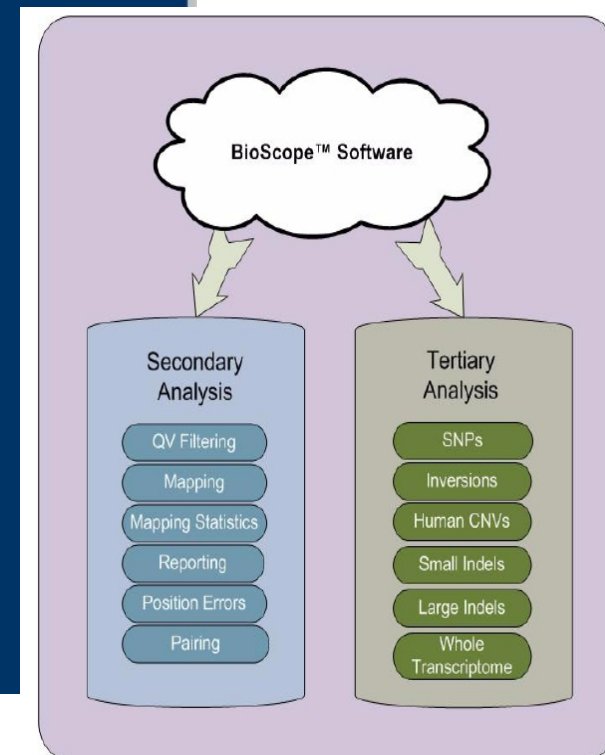 BioScope™ Software
Secondary
Analysis
QV Filtering
Mapping
Mapping Statistics
Reporting
Position Errors
Pairing
Tertiary
Analysis
SNPs
Inversions
Human CNVs
Small Indels
Large Indels
Whole
Transcriptome